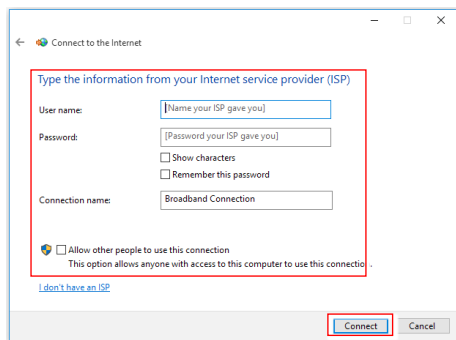 Connect to the Internet
Type the information from your Internet service provider (ISP)
User name: [Name your ISP gave you]
Password: [Password your ISP gave you]
Show characters
Remember this password
Connection name: Broadband Connection
Allow other people to use this connection
This option allows anyone with access to this computer to use this connection.
I don't have an ISP
Connect Cancel